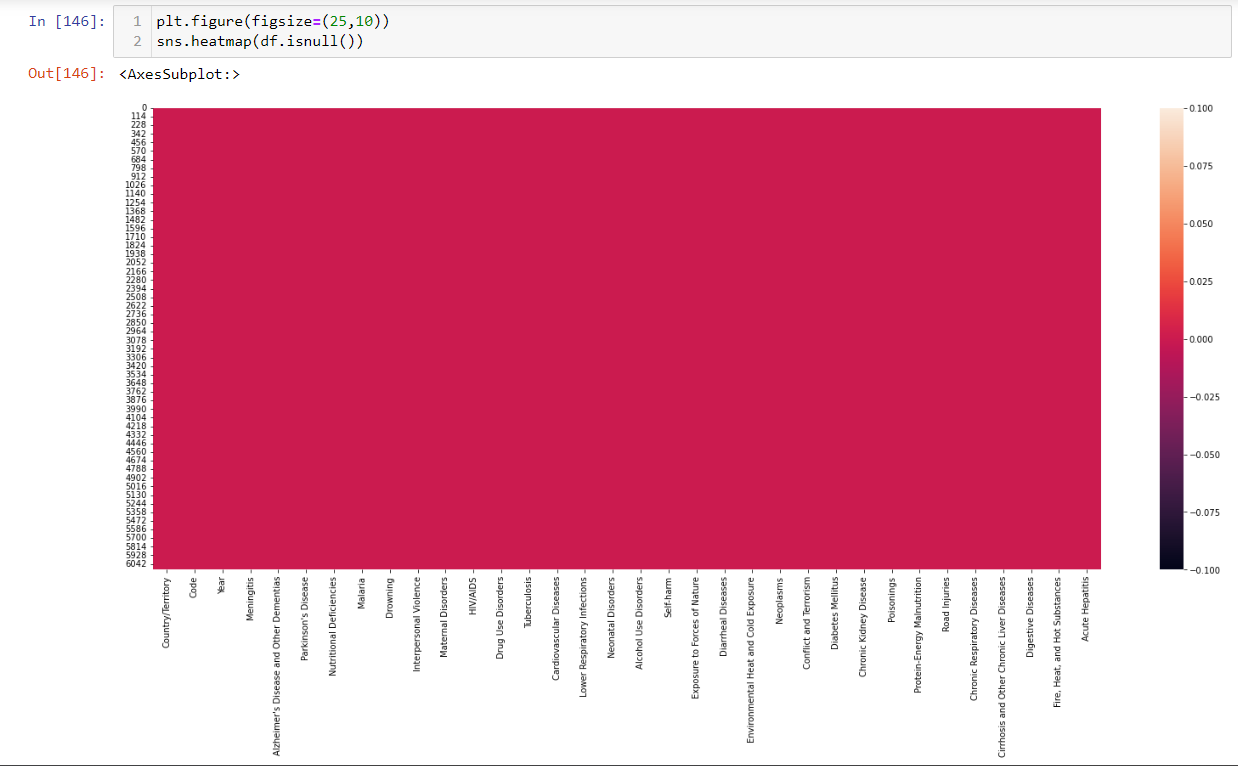 In [146]:
1 plt.figure(figsize=(25,10))
2 sns.heatmap(df.isnull())
Out[146]: <AxesSubplot:>
0
114
228
342
456
570
684
798
912
1026
1140
1254
1368
1482
1596
1710
1824
1938
2052
2166
2280
2394
2508
2622
2736
2850
2964
3078
3192
3306
3420
3534
3648
3762
3876
3990
4104
4218
4332
4446
4560
4674
4788
4902
5016
5130
5244
5358
5472
5586
5700
5814
5928
6042
Country/Territory
Code
Year
Meningitis
Alzheimer's Disease and Other Dementias
Parkinson's Disease
Nutritional Deficiencies
Malaria
Drowning
Interpersonal Violence
Maternal Disorders
HIV/AIDS
Drug Use Disorders
Tuberculosis
Cardiovascular Diseases
Lower Respiratory Infections
Neonatal Disorders
Alcohol Use Disorders
Self-harm
Exposure to Forces of Nature
Diarrheal Diseases
Environmental Heat and Cold Exposure
Neoplasms
Conflict and Terrorism
Diabetes Mellitus
Chronic Kidney Disease
Poisonings
Protein-Energy Malnutrition
Road Injuries
Chronic Respiratory Diseases
Cirrhosis and Other Chronic Liver Diseases
Digestive Diseases
Fire, Heat, and Hot Substances
Acute Hepatitis
0.100
0.075
0.050
0.025
0.000
−0.025
−0.050
−0.075
−0.100